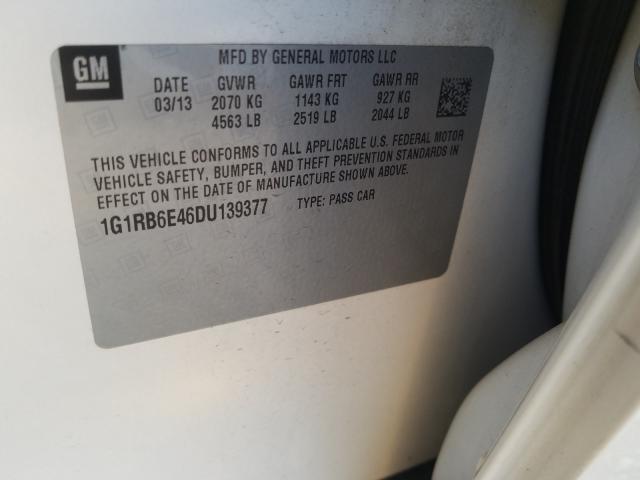 GM
MFD BY GENERAL MOTORS LLC
DATE GVWR GAWR FRT GAWR RR
03/13 2070 KG 1143 KG 927 KG
4563 LB 2519 LB 2044 LB
THIS VEHICLE CONFORMS TO ALL APPLICABLE U.S. FEDERAL MOTOR
VEHICLE SAFETY, BUMPER, AND THEFT PREVENTION STANDARDS IN
EFFECT ON THE DATE OF MANUFACTURE SHOWN ABOVE.
1G1RB6E46DU139377 TYPE: PASS CAR